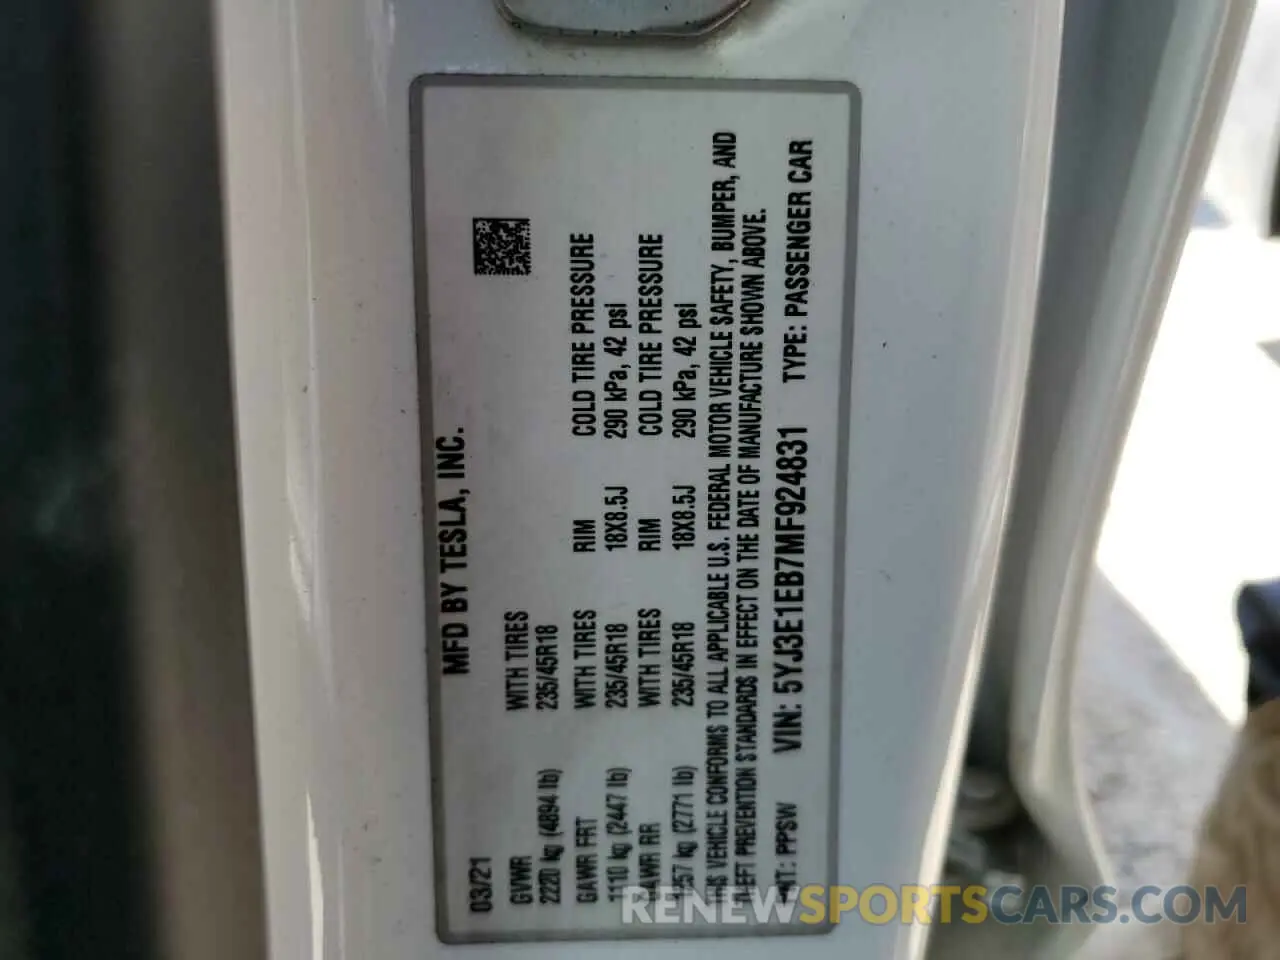 MFD BY TESLA, INC.
03/21
GVWR WITH TIRES
2220 kg (4894 lb) 235/45R18
GAWR FRT WITH TIRES RIM COLD TIRE PRESSURE
1110 kg (2447 lb) 235/45R18 18X8.5J 290 kPa, 42 psi
GAWR RR WITH TIRES RIM COLD TIRE PRESSURE
1257 kg (2771 lb) 235/45R18 18X8.5J 290 kPa, 42 psi
THIS VEHICLE CONFORMS TO ALL APPLICABLE U.S. FEDERAL MOTOR VEHICLE SAFETY, BUMPER, AND
THEFT PREVENTION STANDARDS IN EFFECT ON THE DATE OF MANUFACTURE SHOWN ABOVE.
PNT: PPSW VIN: 5YJ3E1EB7MF924831 TYPE: PASSENGER CAR
RENEWSPORTSCARS.COM